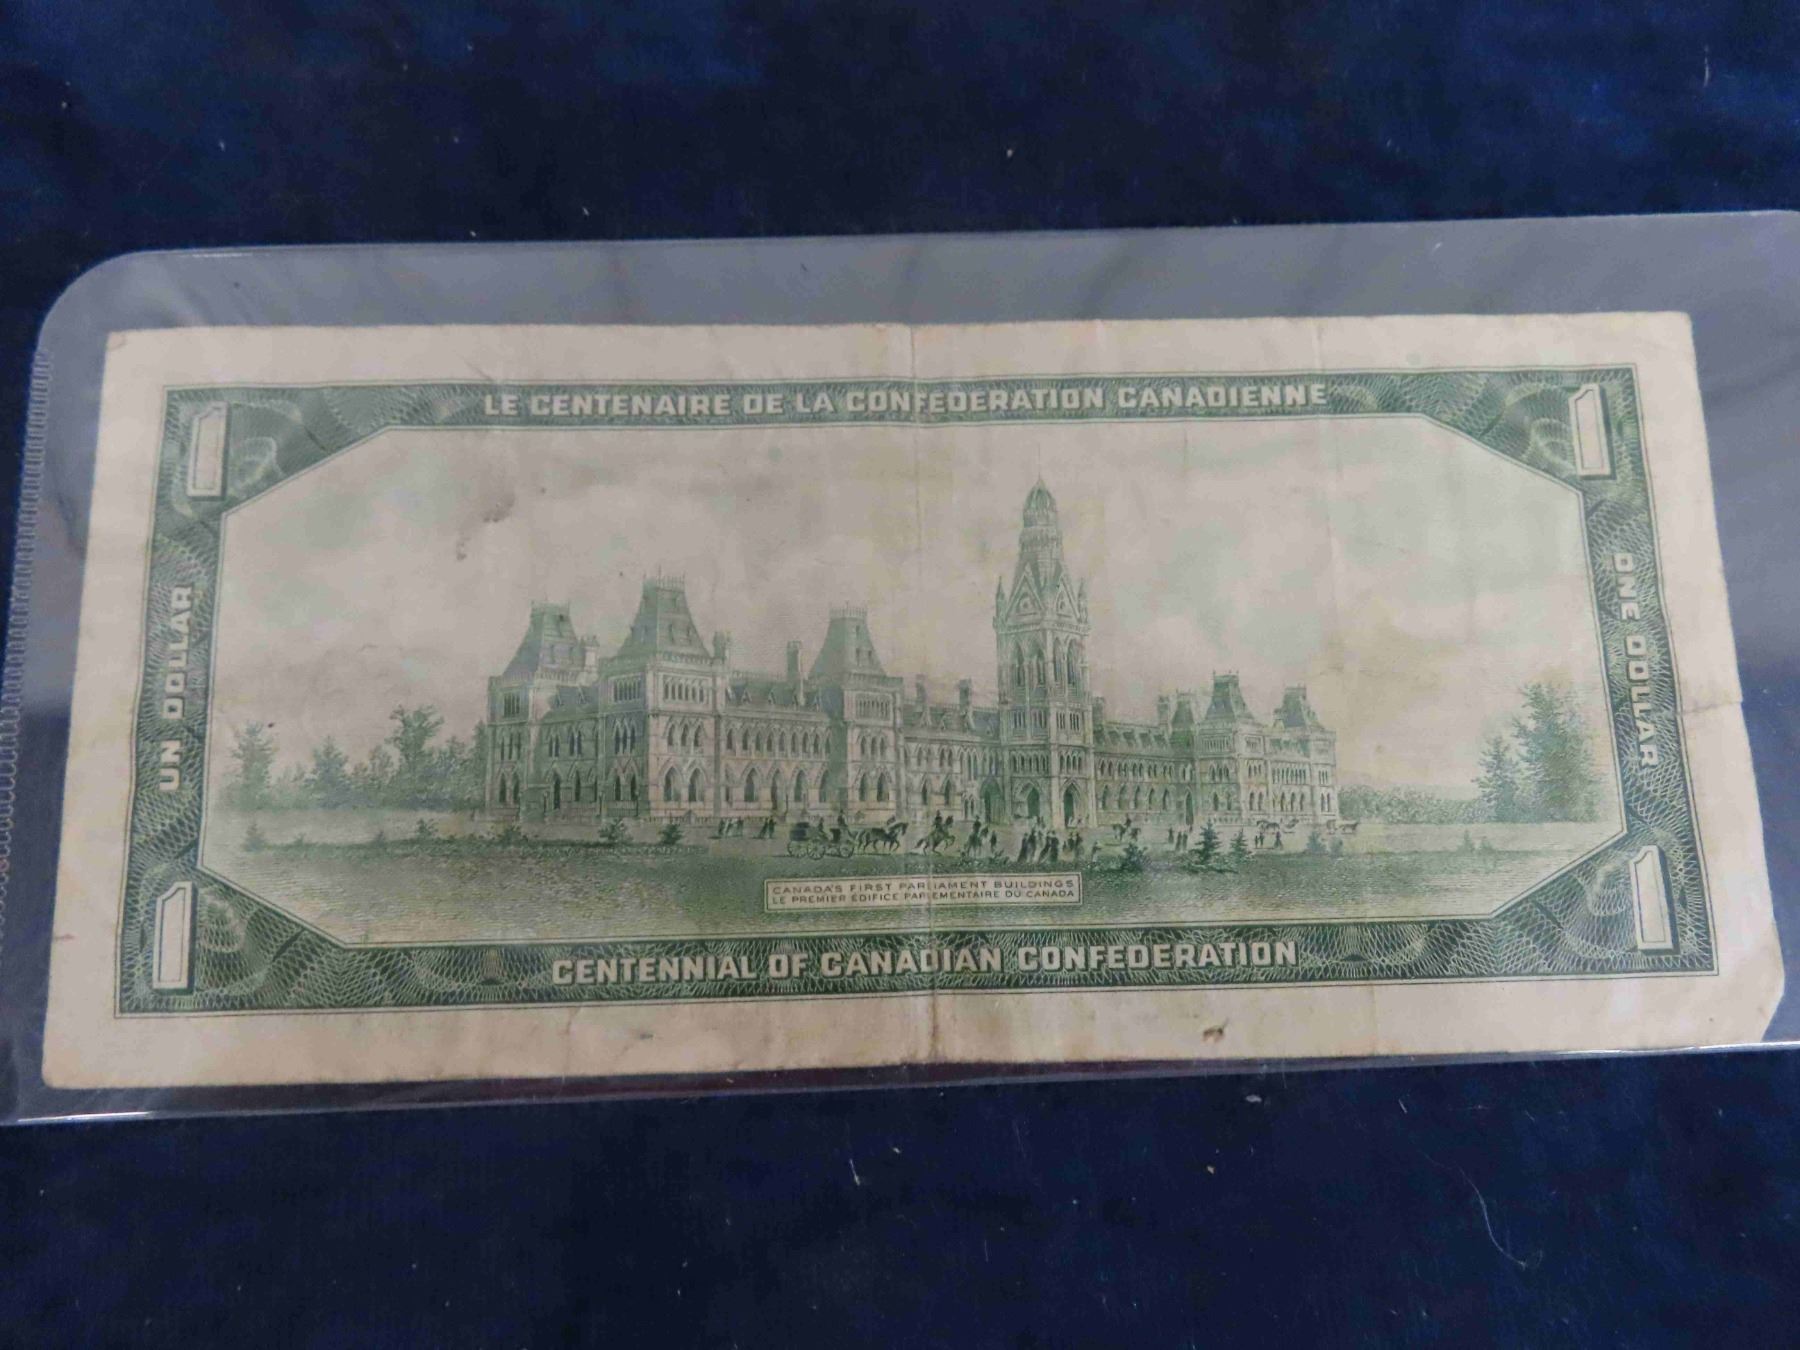 1 LE CENTENAIRE DE LA CONFEDERATION CANADIENNE 1
UN DOLLAR
ONE DOLLAR
CANADA'S FIRST PARLIAMENT BUILDINGS
LE PREMIER EDIFICE PARLEMENTAIRE DU CANADA
1 CENTENNIAL OF CANADIAN CONFEDERATION 1